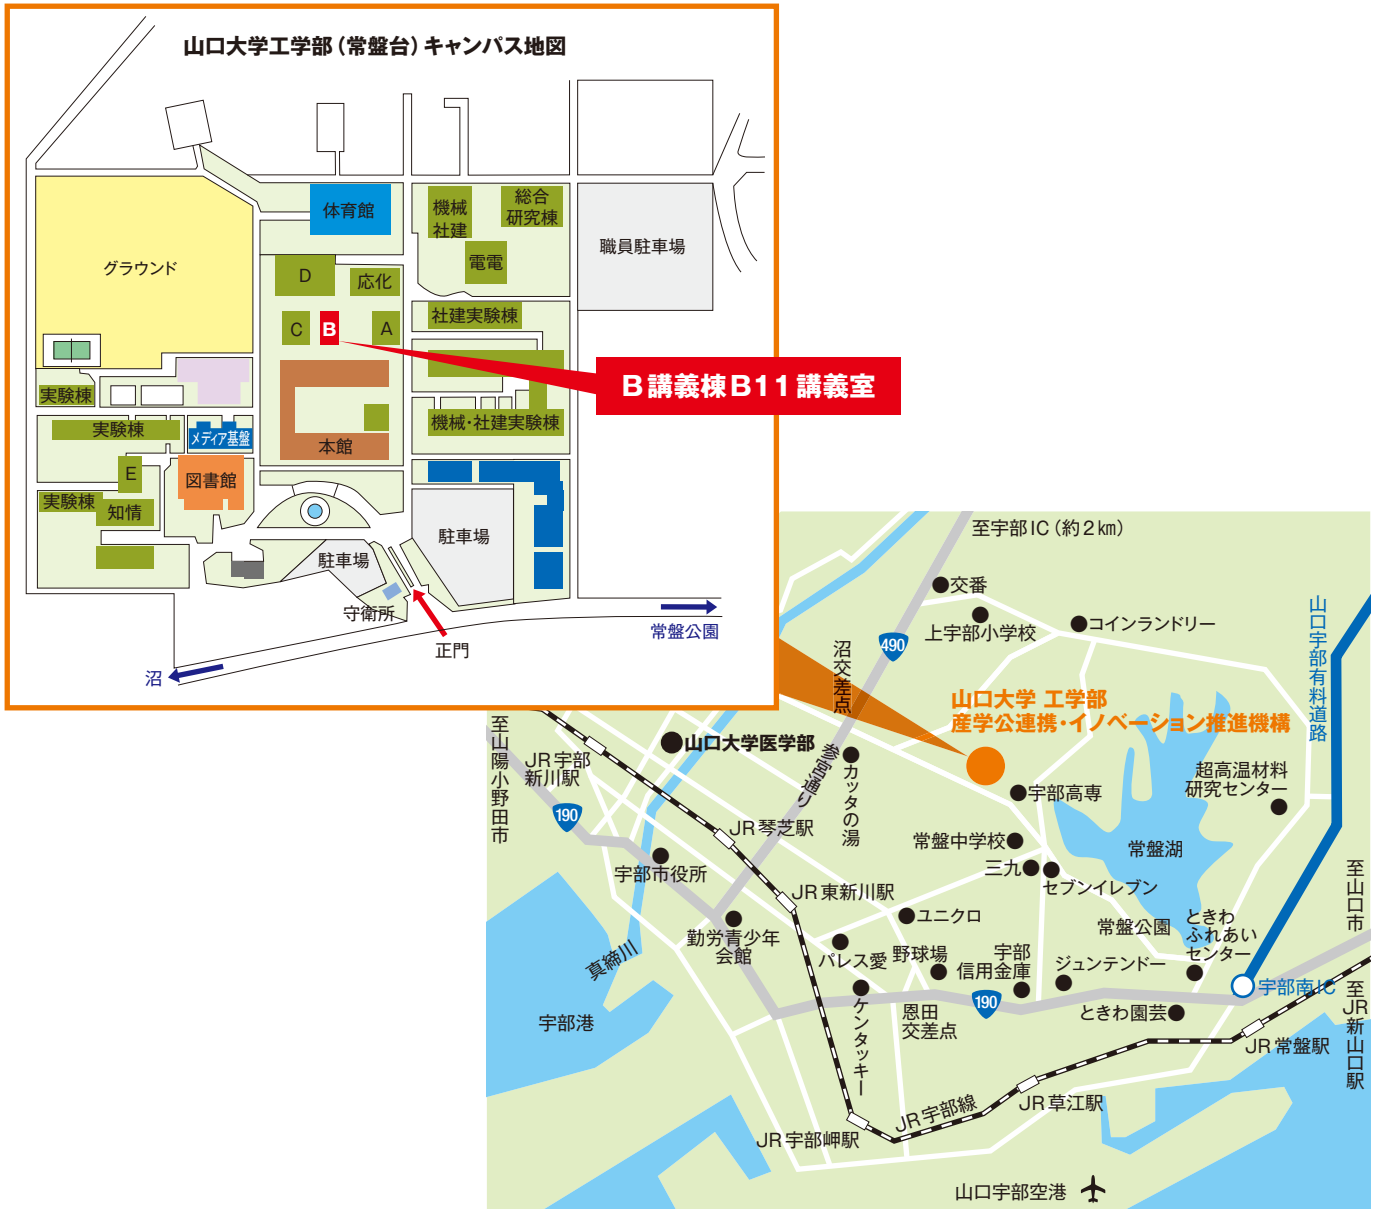 山口大学工学部（常盤台）キャンパス地図
体育館
機械
社建
総合
研究棟
電電
職員駐車場
グラウンド
D
応化
C
B
A
社建実験棟
B講義棟B11講義室
実験棟
実験棟
メディア基盤
機械・社建実験棟
本館
E
図書館
実験棟
知情
駐車場
駐車場
守衛所
正門
常盤公園
沼
至宇部IC（約2km）
交番
上宇部小学校
コインランドリー
490
沼交差点
山口宇部有料道路
山口大学 工学部
産学公連携・イノベーション推進機構
至山陽小野田市
JR宇部
新川駅
山口大学医学部
参宮通り
カッタの湯
超高温材料
研究センター
宇部高専
190
JR琴芝駅
常盤中学校
常盤湖
三九
セブンイレブン
宇部市役所
JR東新川駅
至山口市
ユニクロ
常盤公園
ときわ
ふれあい
センター
勤労青少年
会館
パレス愛
野球場
宇部
信用金庫
ジュンテンドー
真締川
宇部南IC
至JR新山口駅
190
ケンタッキー
恩田
交差点
ときわ園芸
宇部港
JR常盤駅
JR宇部線
JR草江駅
JR宇部岬駅
山口宇部空港